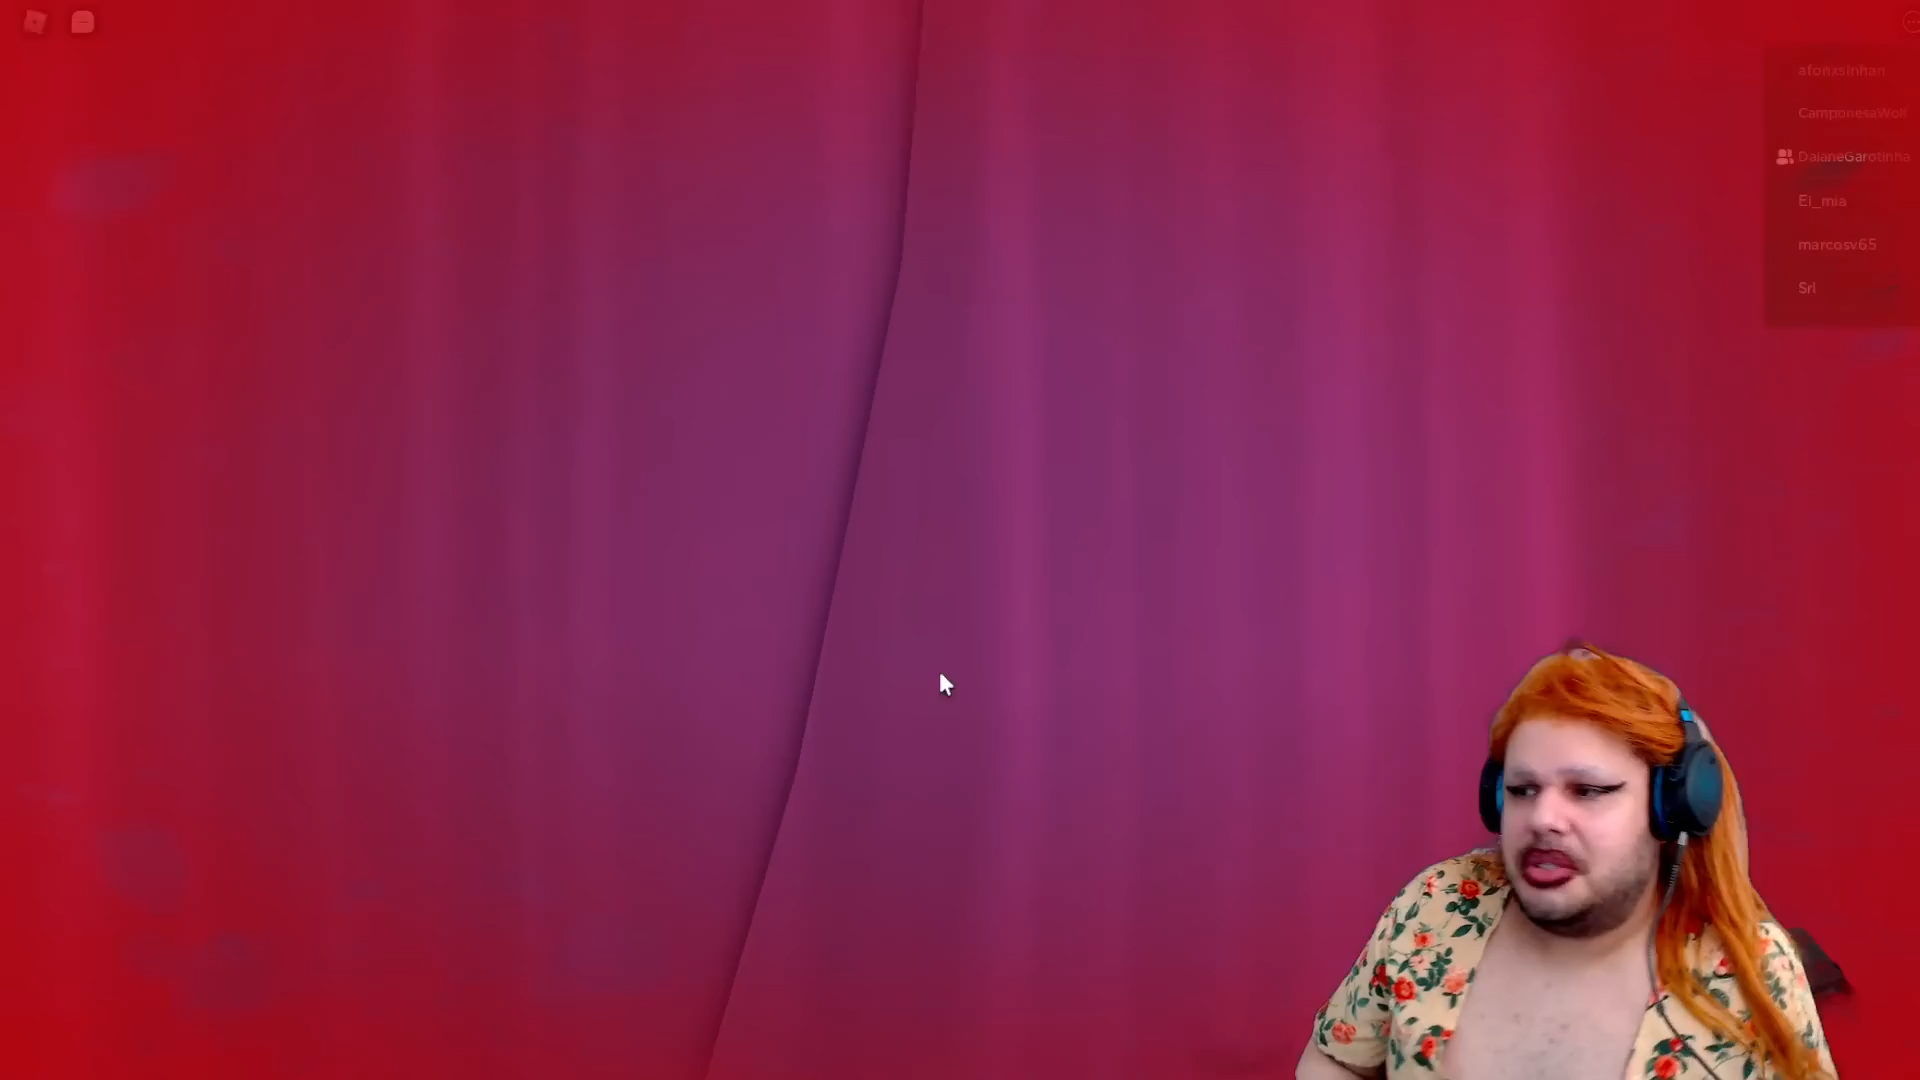 afonxsinhan
CamponesaWolf
DaianeGarotinha
Ei_mia
marcosv65
Srl